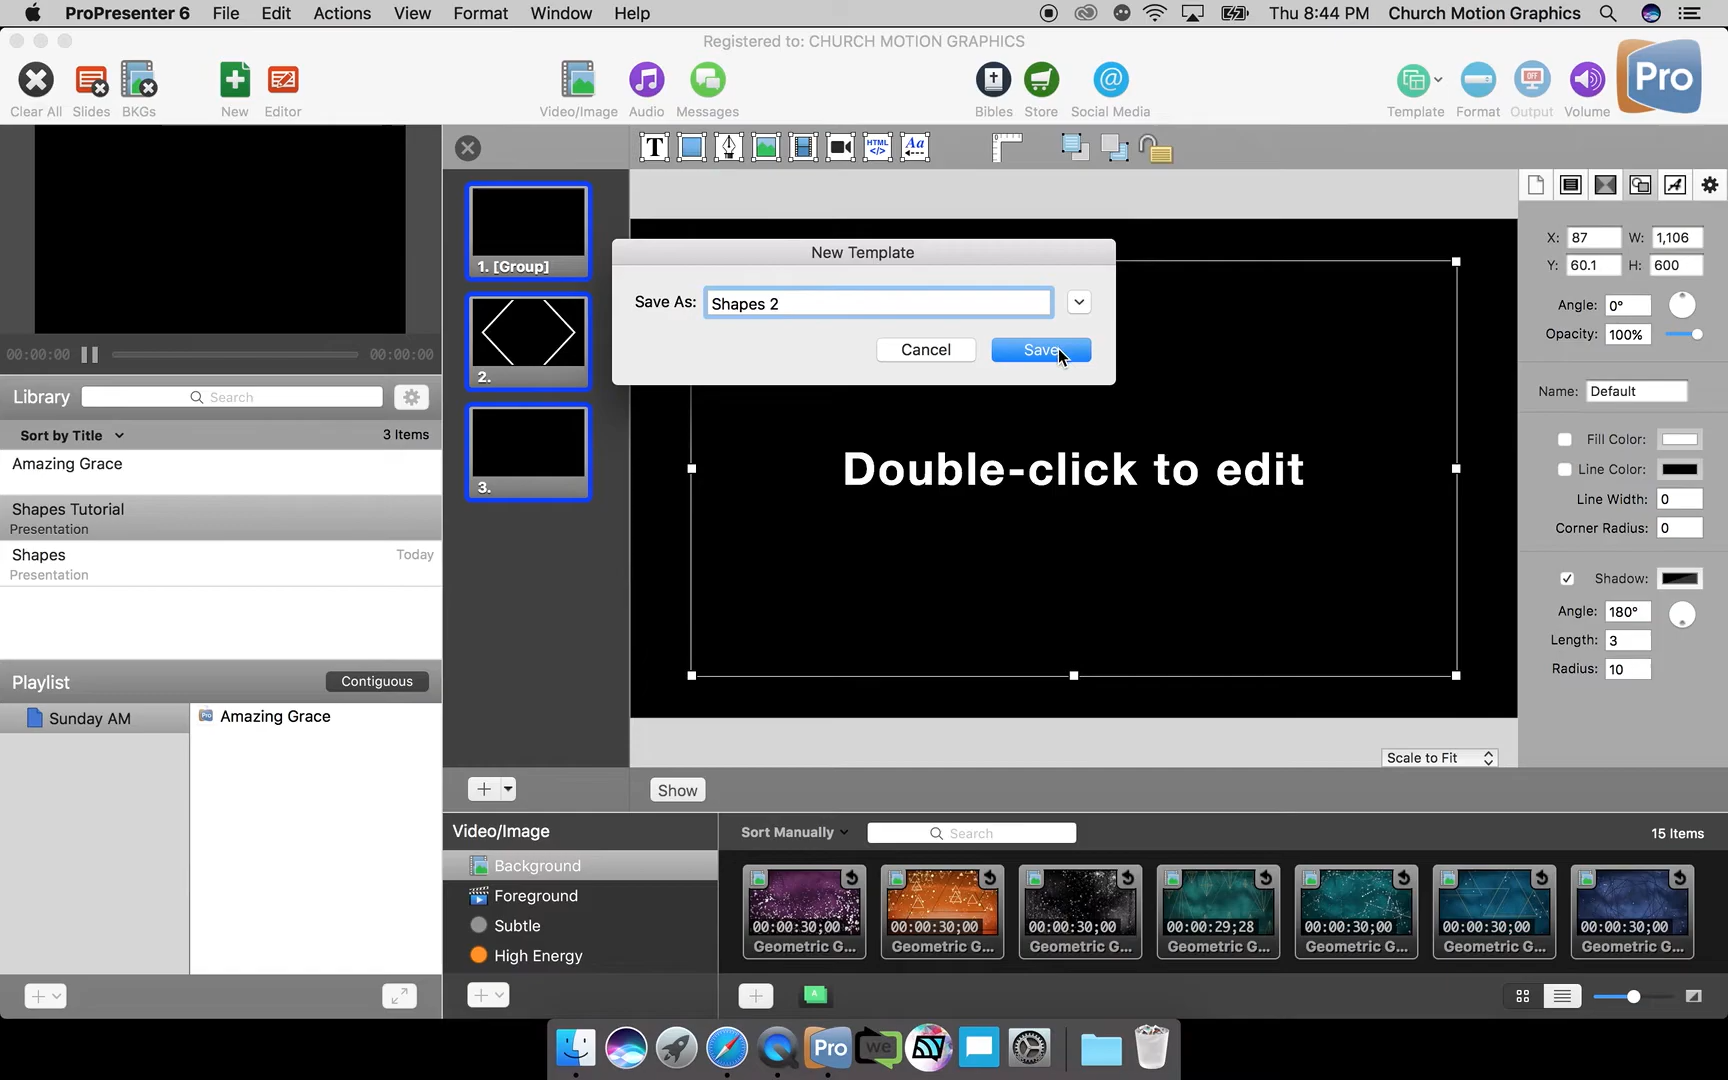 ProPresenter 6 File Edit Actions View Format Window Help Thu 8:44 PM Church Motion Graphics
Registered to: CHURCH MOTION GRAPHICS
Clear All Slides BKGs New Editor Video/Image Audio Messages Bibles Store Social Media Template Format Output Volume
Pro
OFF
T HTML </> Aa
New Template
Save As: Shapes 2
Cancel Save
1. [Group]
2.
3.
Double-click to edit
X: 87 W: 1,106
Y: 60.1 H: 600
Angle: 0°
Opacity: 100%
Name: Default
Fill Color:
Line Color:
Line Width: 0
Corner Radius: 0
Shadow:
Angle: 180°
Length: 3
Radius: 10
00:00:00 00:00:00
Library Search
Sort by Title 3 Items
Amazing Grace
Shapes Tutorial
Presentation
Shapes Today
Presentation
Playlist Contiguous
Sunday AM Amazing Grace
Scale to Fit
Show
Video/Image Sort Manually Search 15 Items
Background
Foreground
Subtle
High Energy
00:00:30;00 00:00:30;00 00:00:30;00 00:00:29;28 00:00:30;00 00:00:30;00 00:00:30;00
Geometric G... Geometric G... Geometric G... Geometric G... Geometric G... Geometric G... Geometric G...
A
Pro we